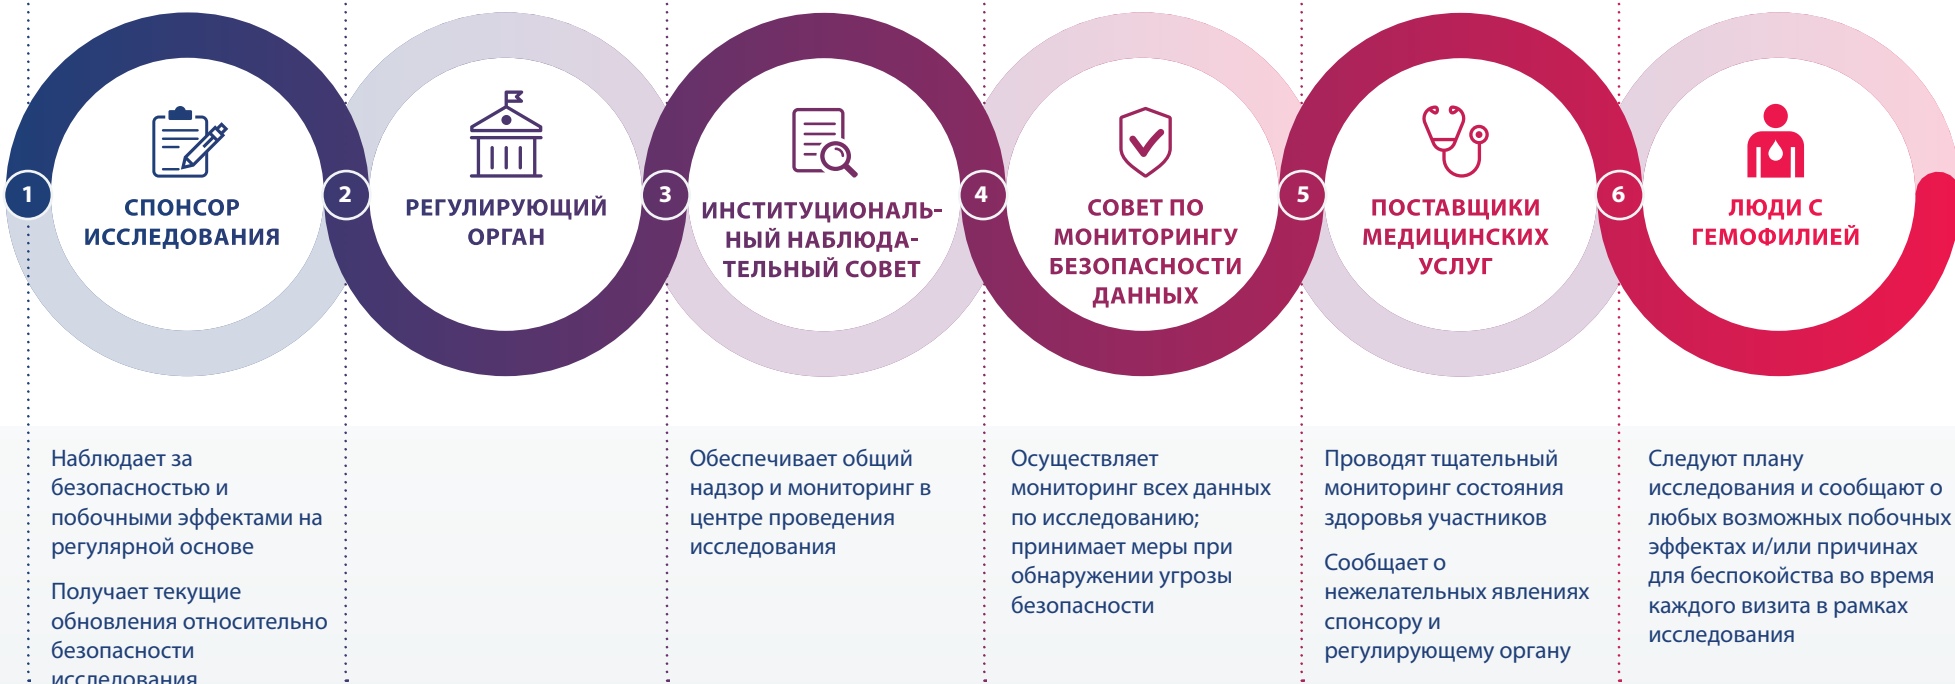 1
СПОНСОР
ИССЛЕДОВАНИЯ
2
РЕГУЛИРУЮЩИЙ
ОРГАН
3
ИНСТИТУЦИОНАЛЬ-
НЫЙ НАБЛЮДА-
ТЕЛЬНЫЙ СОВЕТ
4
СОВЕТ ПО
МОНИТОРИНГУ
БЕЗОПАСНОСТИ
ДАННЫХ
5
ПОСТАВЩИКИ
МЕДИЦИНСКИХ
УСЛУГ
6
ЛЮДИ С
ГЕМОФИЛИЕЙ
Наблюдает за
безопасностью и
побочными эффектами на
регулярной основе
Получает текущие
обновления относительно
безопасности
исследования
Обеспечивает общий
надзор и мониторинг в
центре проведения
исследования
Осуществляет
мониторинг всех данных
по исследованию;
принимает меры при
обнаружении угрозы
безопасности
Проводят тщательный
мониторинг состояния
здоровья участников
Сообщает о
нежелательных явлениях
спонсору и
регулирующему органу
Следуют плану
исследования и сообщают о
любых возможных побочных
эффектах и/или причинах
для беспокойства во время
каждого визита в рамках
исследования